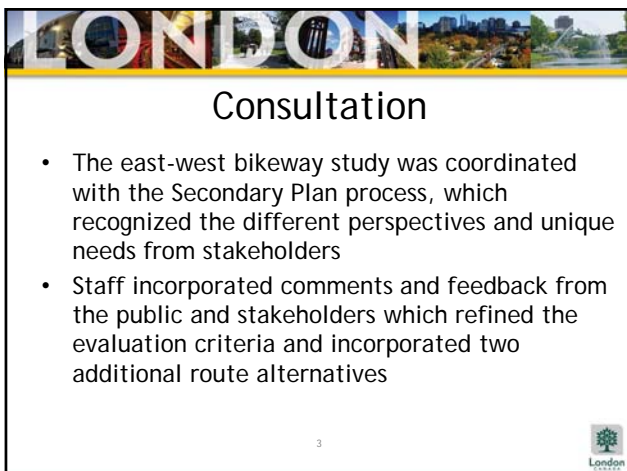 LONDON
Consultation
• The east-west bikeway study was coordinated
with the Secondary Plan process, which
recognized the different perspectives and unique
needs from stakeholders
• Staff incorporated comments and feedback from
the public and stakeholders which refined the
evaluation criteria and incorporated two
additional route alternatives
3
London
CANADA